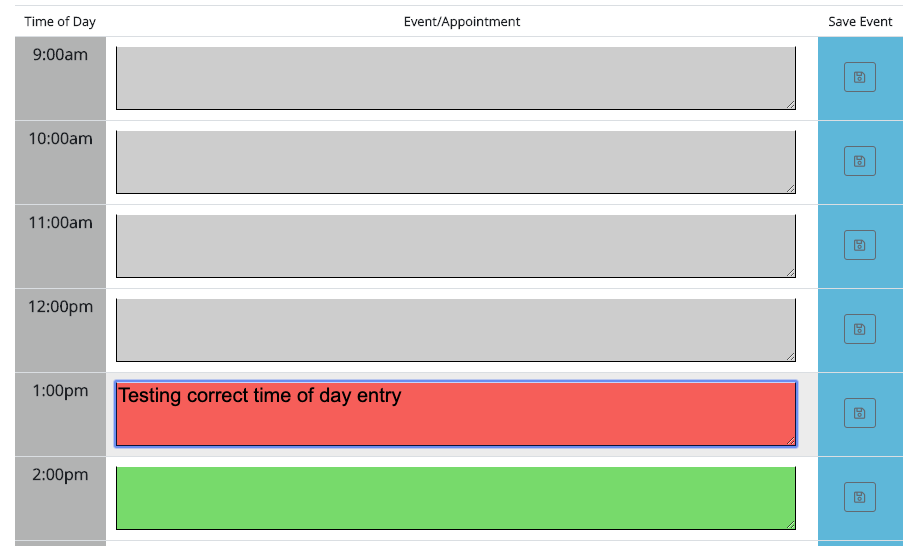 Time of Day Event/Appointment Save Event
9:00am
10:00am
11:00am
12:00pm
1:00pm Testing correct time of day entry
2:00pm